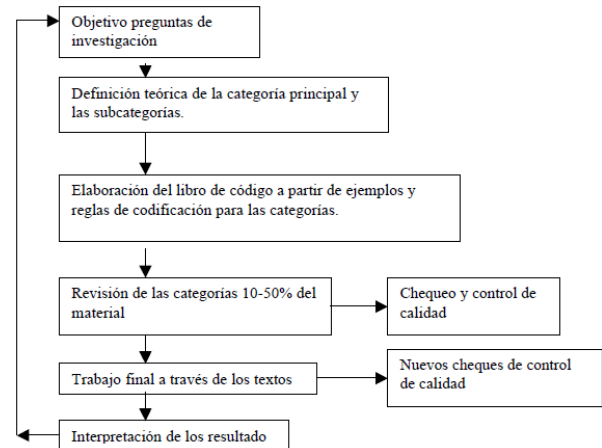 Objetivo preguntas de
investigación
Definición teórica de la categoría principal y
las subcategorías.
Elaboración del libro de código a partir de ejemplos y
reglas de codificación para las categorías.
Revisión de las categorías 10-50% del
material
Chequeo y control de
calidad
Trabajo final a través de los textos
Nuevos cheques de control
de calidad
Interpretación de los resultado